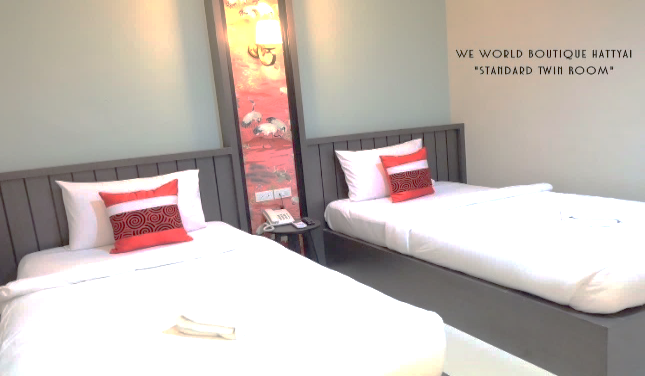 WE WORLD BOUTIQUE HATTYAI
"STANDARD TWIN ROOM"